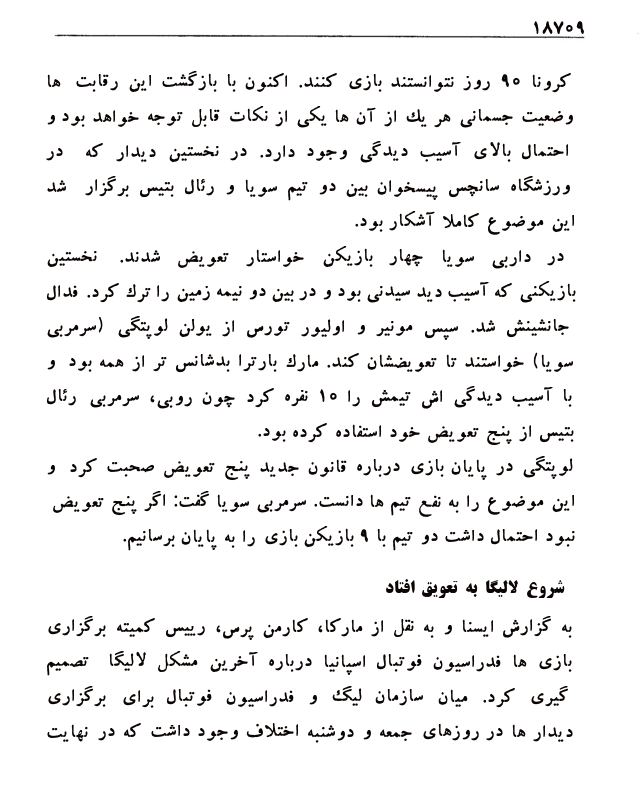 ۱۸۷۰۹
کرونا ۹۰ روز نتوانستند بازی کنند. اکنون با بازگشت این رقابت ها
وضعیت جسمانی هر یك از آن ها یکی از نکات قابل توجه خواهد بود و
احتمال بالای آسیب دیدگی وجود دارد. در نخستین دیدار که در
ورزشگاه سانچس پیسخوان بین دو تیم سویا و رئال بتیس برگزار شد
این موضوع کاملا آشکار بود.
در داربی سویا چهار بازیکن خواستار تعویض شدند. نخستین
بازیکنی که آسیب دید سیدنی بود و در بین دو نیمه زمین را ترك کرد. فدال
جانشینش شد. سپس مونیر و اولیور تورس از یولن لوپتگی (سرمربی
سویا) خواستند تا تعویضشان کند. مارك بارترا بدشانس تر از همه بود و
با آسیب دیدگی اش تیمش را ۱۰ نفره کرد چون روبی، سرمربی رئال
بتیس از پنج تعویض خود استفاده کرده بود.
لوپتگی در پایان بازی درباره قانون جدید پنج تعویض صحبت کرد و
این موضوع را به نفع تیم ها دانست. سرمربی سویا گفت: اگر پنج تعویض
نبود احتمال داشت دو تیم با ۹ بازیکن بازی را به پایان برسانیم.
شروع لالیگا به تعویق افتاد
به گزارش ایسنا و به نقل از مارکا، کارمن پرس، رییس کمیته برگزاری
بازی ها فدراسیون فوتبال اسپانیا درباره آخرین مشکل لالیگا تصمیم
گیری کرد. میان سازمان لیگ و فدراسیون فوتبال برای برگزاری
دیدار ها در روزهای جمعه و دوشنبه اختلاف وجود داشت که در نهایت